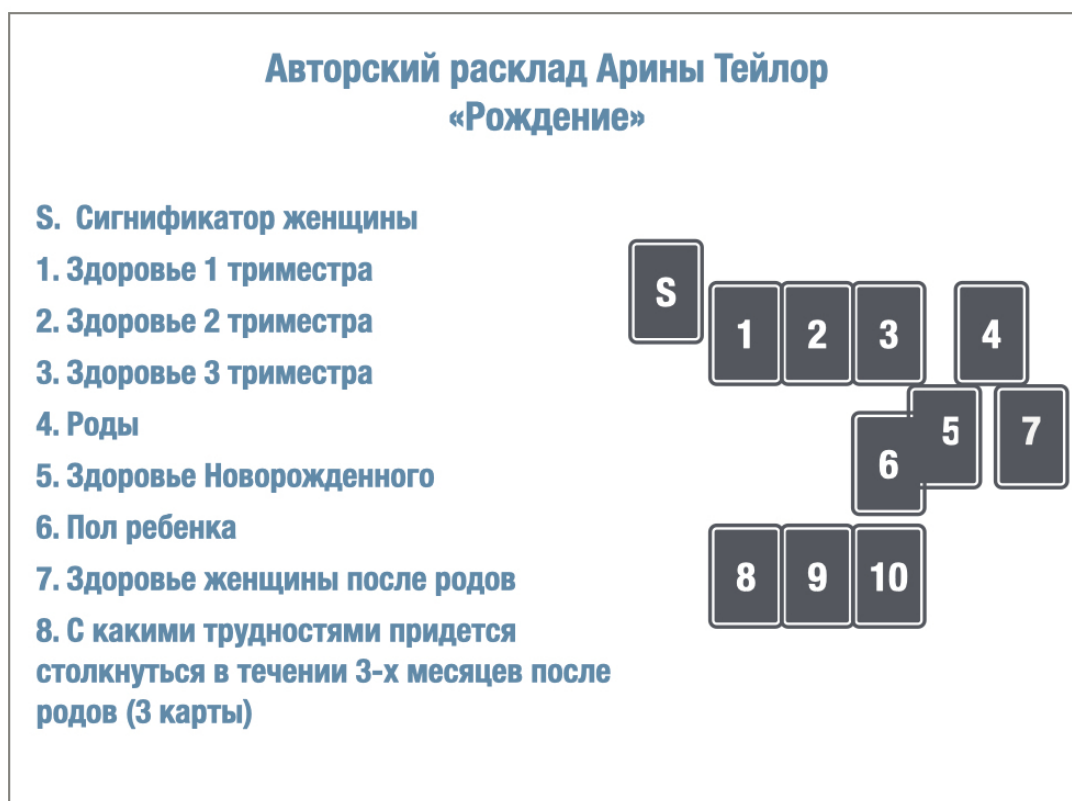 Авторский расклад Арины Тейлор
«Рождение»
S. Сигнификатор женщины
1. Здоровье 1 триместра
2. Здоровье 2 триместра
3. Здоровье 3 триместра
4. Роды
5. Здоровье Новорожденного
6. Пол ребенка
7. Здоровье женщины после родов
8. С какими трудностями придется
столкнуться в течении 3-х месяцев после
родов (3 карты)
S
1 2 3 4
5 7
6
8 9 10